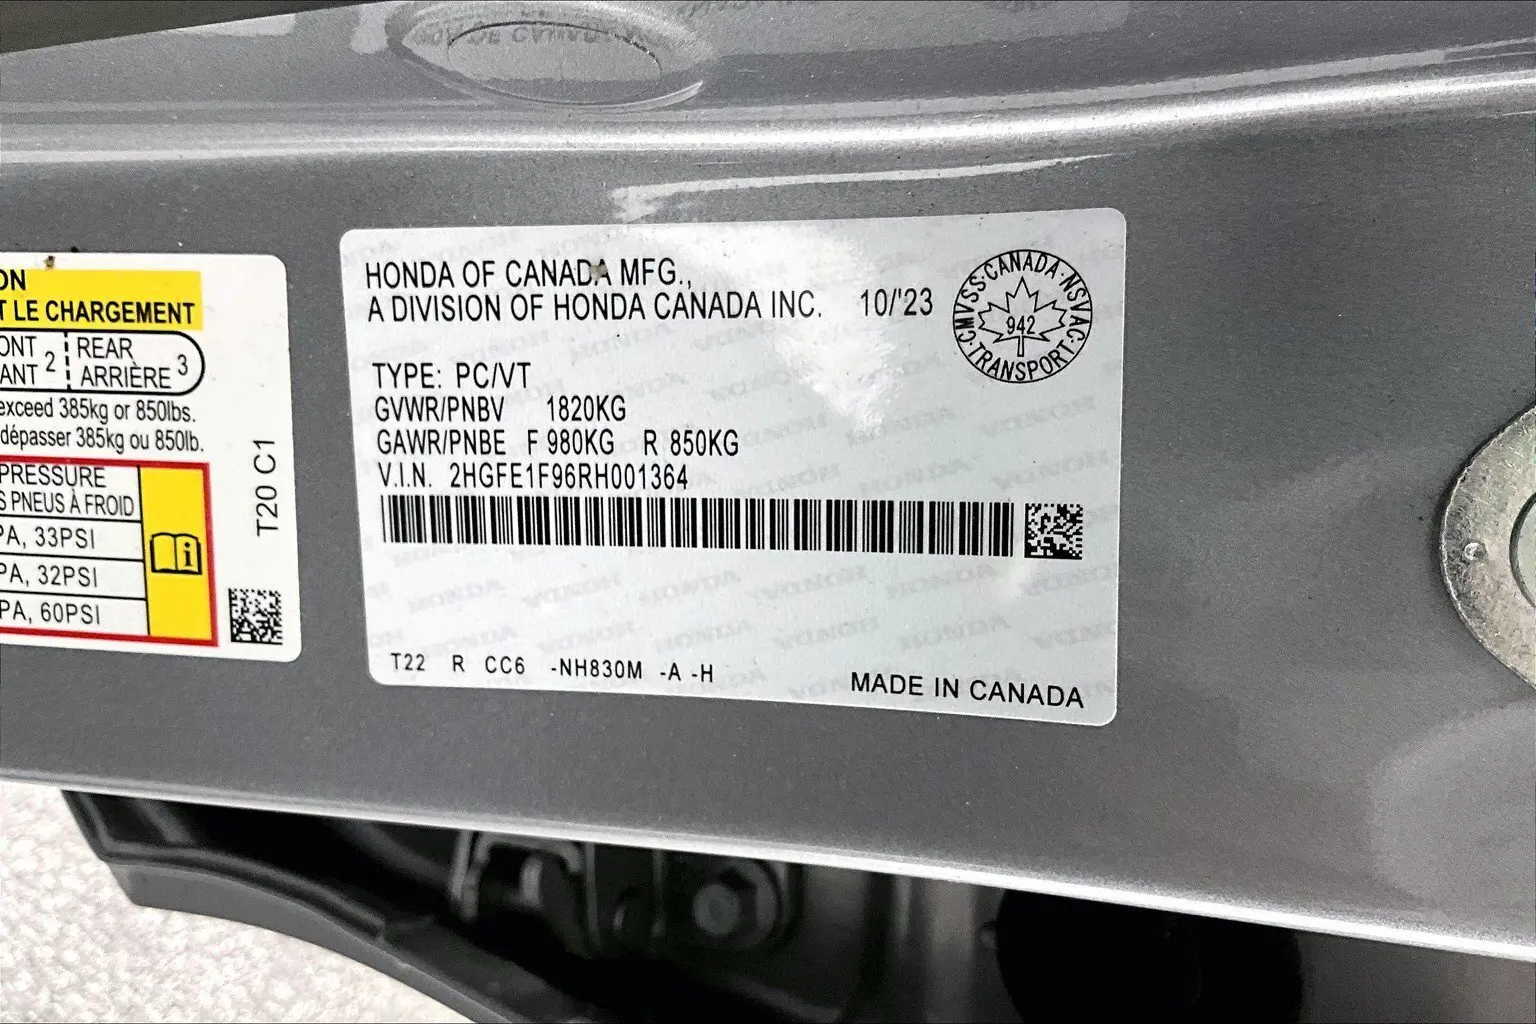 ON
T LE CHARGEMENT
ONT 2 REAR 3
ANT ARRIÈRE
exceed 385kg or 850lbs.
dépasser 385kg ou 850lb.
PRESSURE
S PNEUS À FROID
PA, 33PSI
PA, 32PSI
PA, 60PSI
T20 C1
HONDA OF CANADA MFG.,
A DIVISION OF HONDA CANADA INC. 10/'23
CANADA · NSVAC · TRANSPORT · CMVSS ·
942
TYPE: PC/VT
GVWR/PNBV 1820KG
GAWR/PNBE F 980KG R 850KG
V.I.N. 2HGFE1F96RH001364
T22 R CC6 -NH830M -A -H
MADE IN CANADA